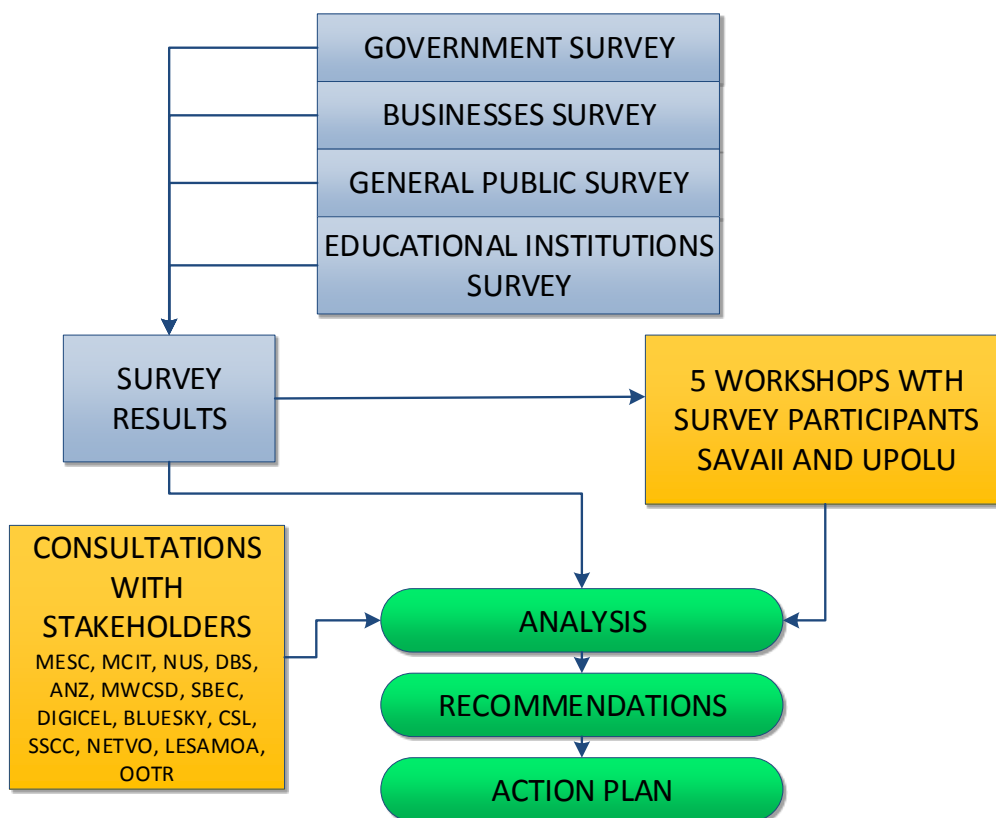 GOVERNMENT SURVEY
BUSINESSES SURVEY
GENERAL PUBLIC SURVEY
EDUCATIONAL INSTITUTIONS
SURVEY
SURVEY
RESULTS
5 WORKSHOPS WTH
SURVEY PARTICIPANTS
SAVAII AND UPOLU
CONSULTATIONS
WITH
STAKEHOLDERS
MESC, MCIT, NUS, DBS,
ANZ, MWCSD, SBEC,
DIGICEL, BLUESKY, CSL,
SSCC, NETVO, LESAMOA,
OOTR
ANALYSIS
RECOMMENDATIONS
ACTION PLAN